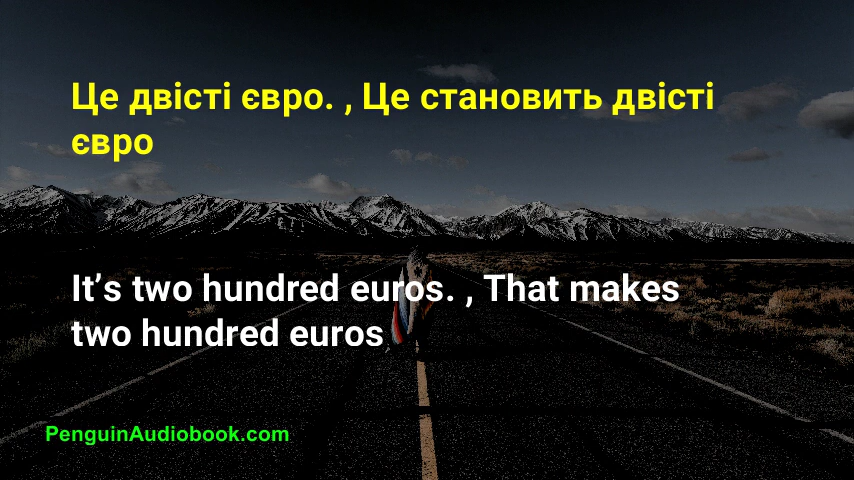 Це двісті євро. , Це становить двісті
євро
It’s two hundred euros. , That makes
two hundred euros
PenguinAudiobook.com